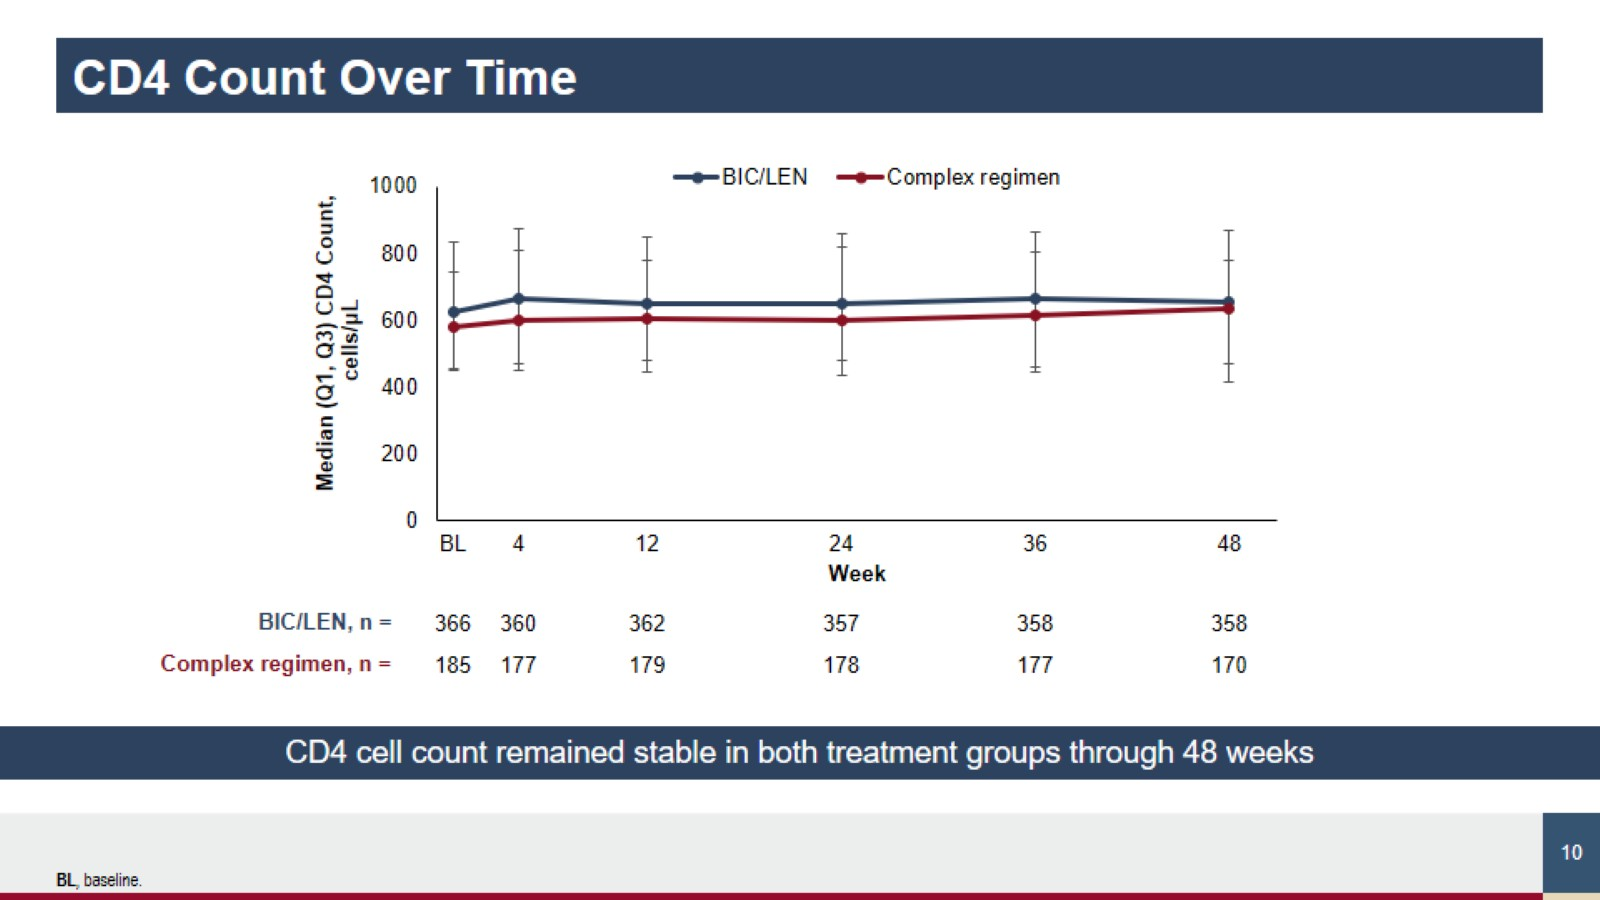 CD4 Count Over Time
BIC/LEN
Complex regimen
Median (Q1, Q3) CD4 Count,
cells/µL
1000
800
600
400
200
0
BL 4 12 24 36 48
Week
BIC/LEN, n = 366 360 362 357 358 358
Complex regimen, n = 185 177 179 178 177 170
CD4 cell count remained stable in both treatment groups through 48 weeks
10
BL, baseline.